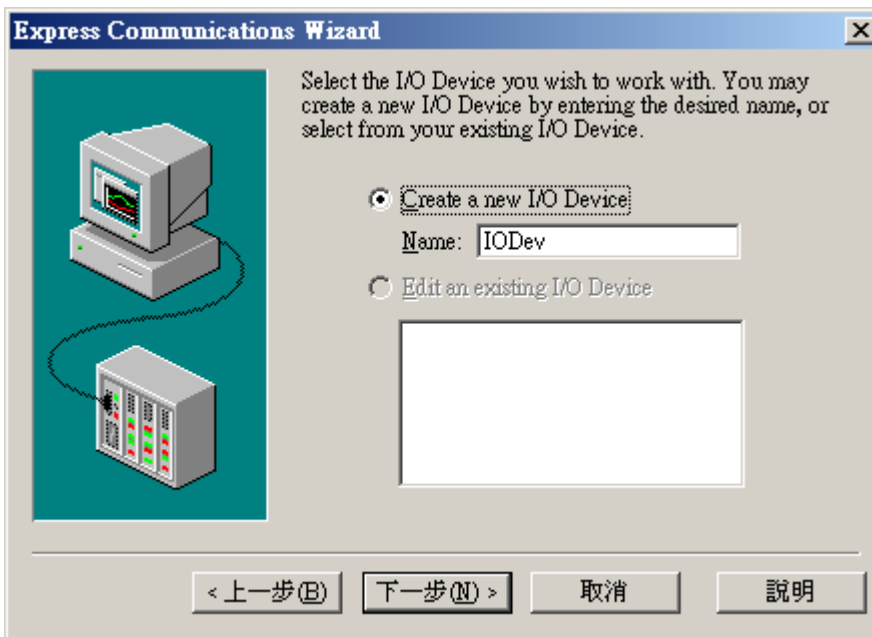 Express Communications Wizard
Select the I/O Device you wish to work with. You may
create a new I/O Device by entering the desired name, or
select from your existing I/O Device.
Create a new I/O Device
Name: IODev
Edit an existing I/O Device
<上一步(B)
下一步(N)>
取消
說明